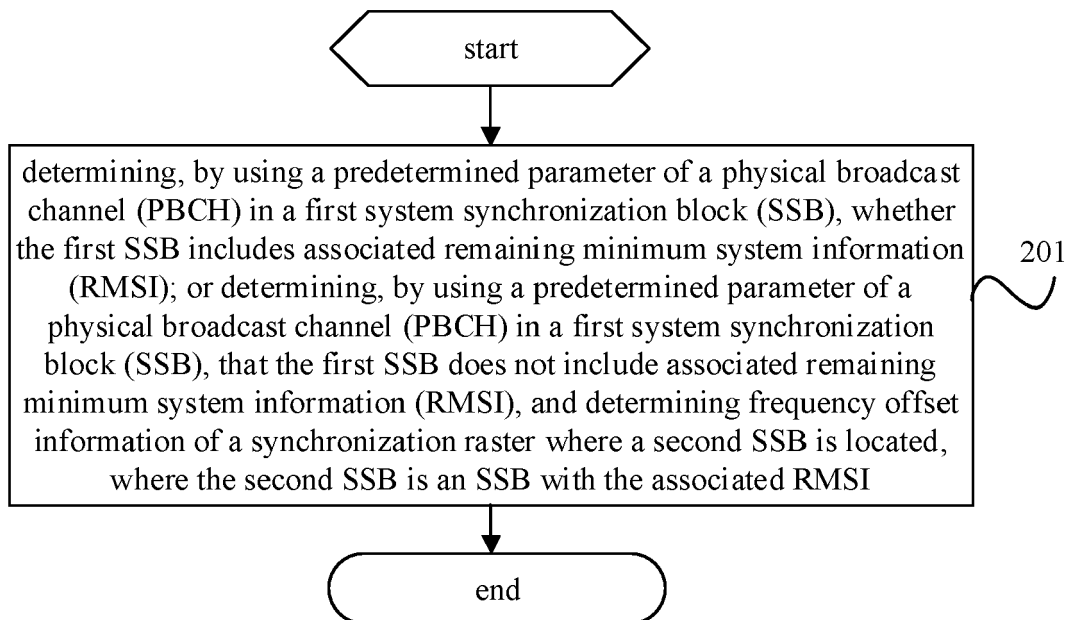 start
determining, by using a predetermined parameter of a physical broadcast
channel (PBCH) in a first system synchronization block (SSB), whether
the first SSB includes associated remaining minimum system information
(RMSI); or determining, by using a predetermined parameter of a
physical broadcast channel (PBCH) in a first system synchronization
block (SSB), that the first SSB does not include associated remaining
minimum system information (RMSI), and determining frequency offset
information of a synchronization raster where a second SSB is located,
where the second SSB is an SSB with the associated RMSI
201
end